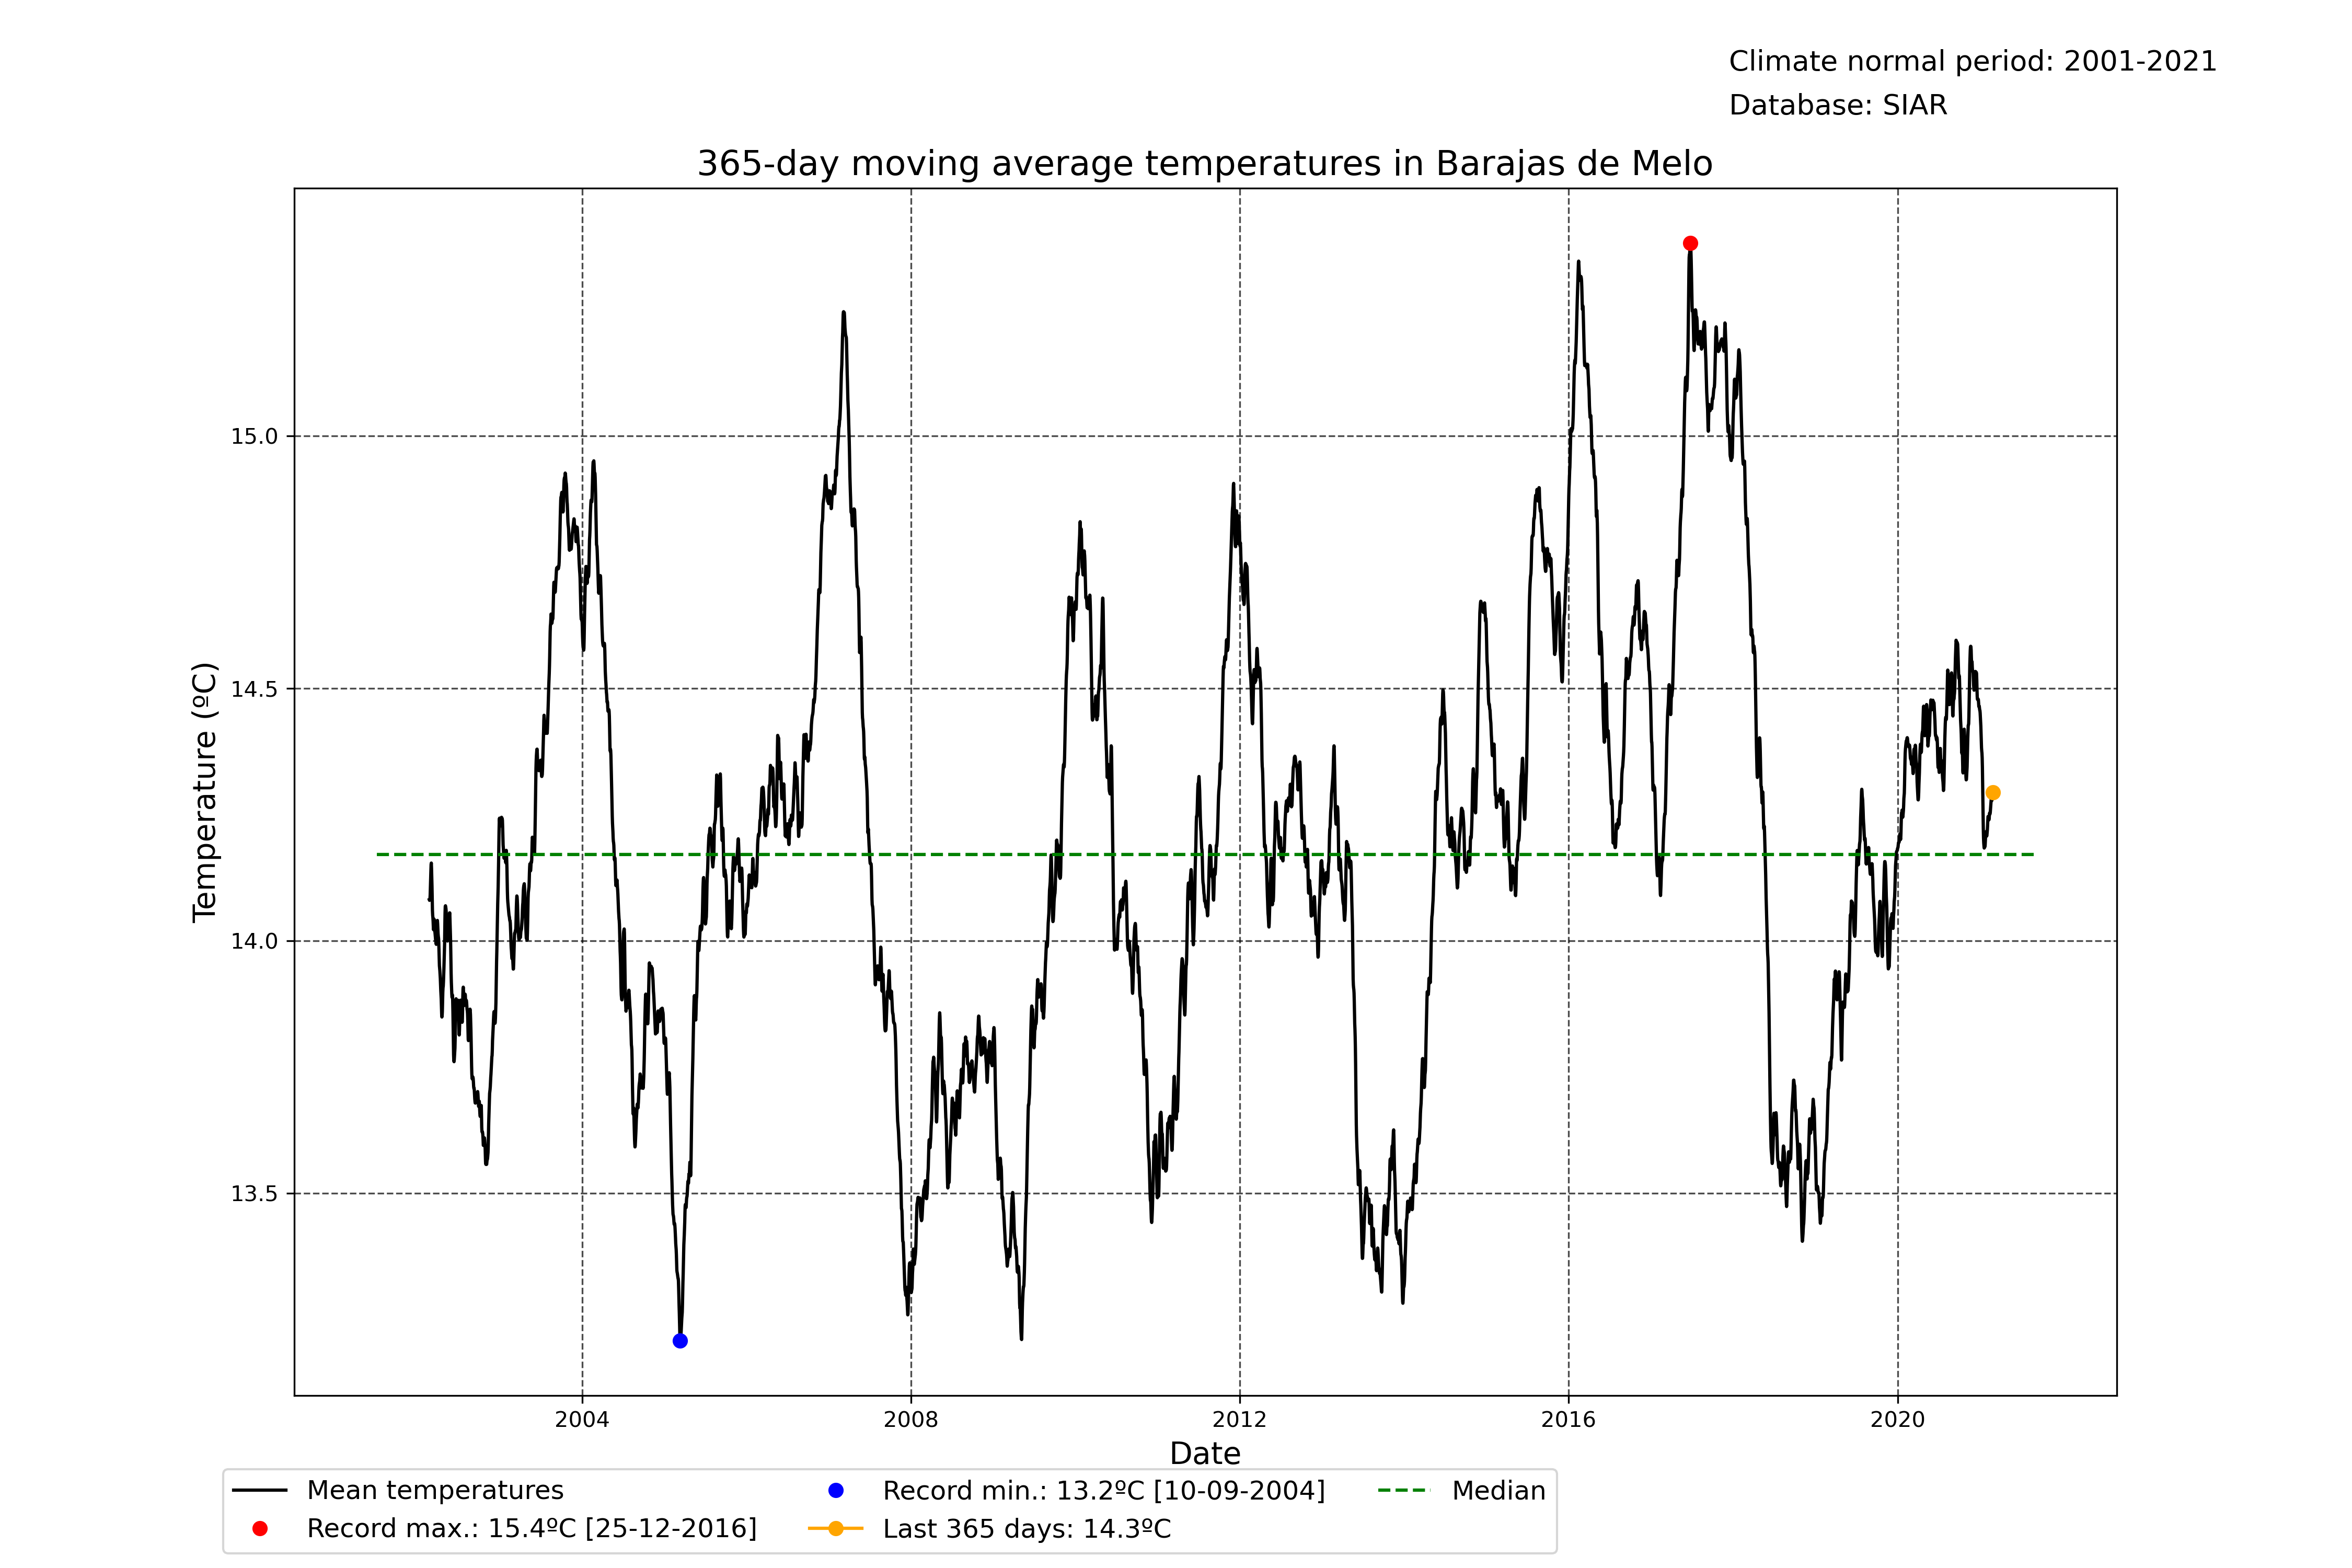 Climate normal period: 2001-2021
Database: SIAR
365-day moving average temperatures in Barajas de Melo
Temperature (ºC)
15.0
14.5
14.0
13.5
2004 2008 2012 2016 2020
Date
Mean temperatures
Record max.: 15.4ºC [25-12-2016]
Record min.: 13.2ºC [10-09-2004]
Last 365 days: 14.3ºC
Median